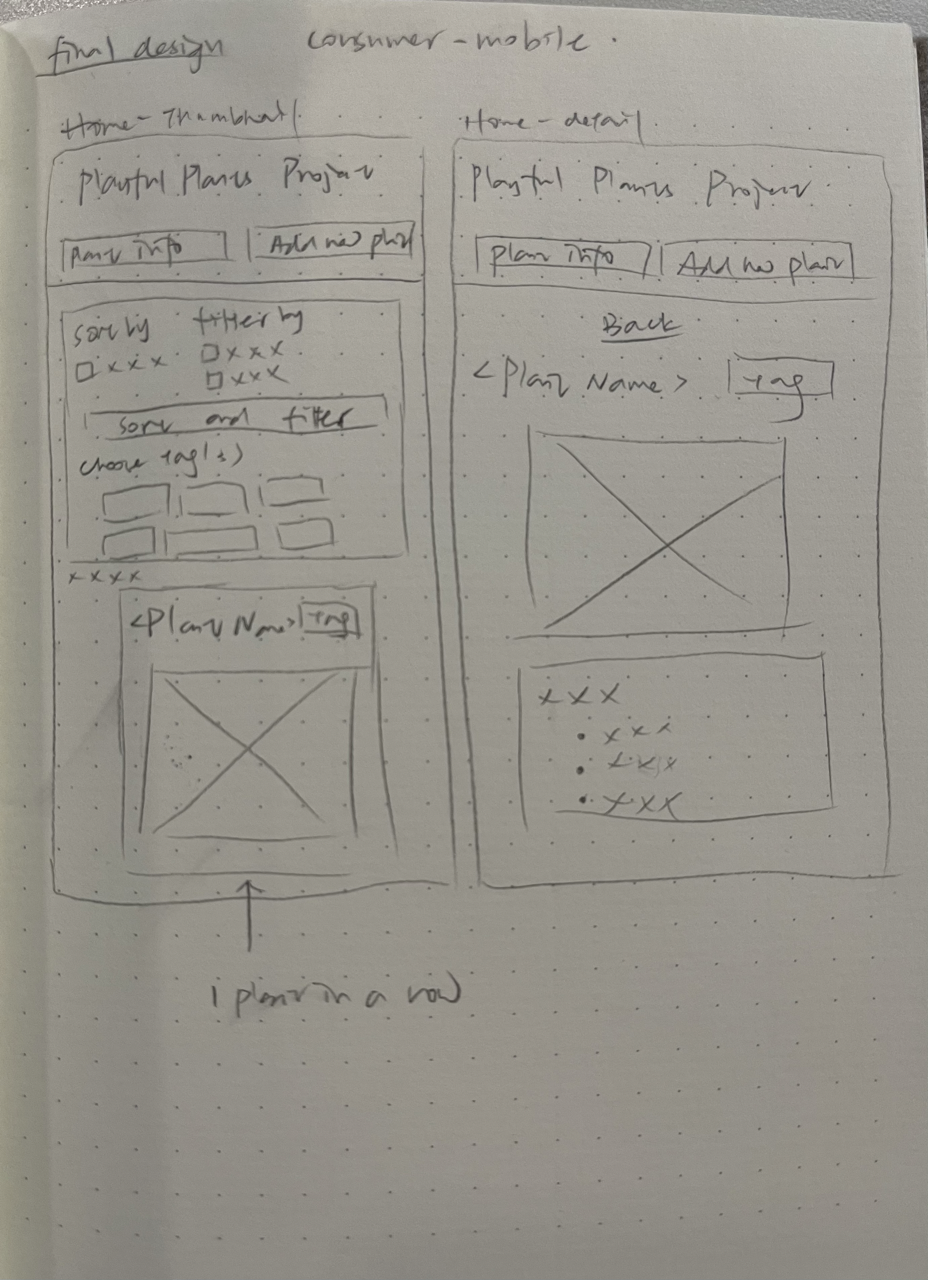 final design
consumer-mobile.
Home-Thumbnail
Playful Plants Project
Plant info
Add new plant
sort by
filter by
xxx
xxx
xxx
sort and filter
choose tag(s)
xxxx
<Plant Name>
tag
1 plant in a row
Home-detail
Playful Plants Project
Plant info
Add new plant
Back
<Plant Name>
tag
xxx
• xxx
• xxx
• xxx